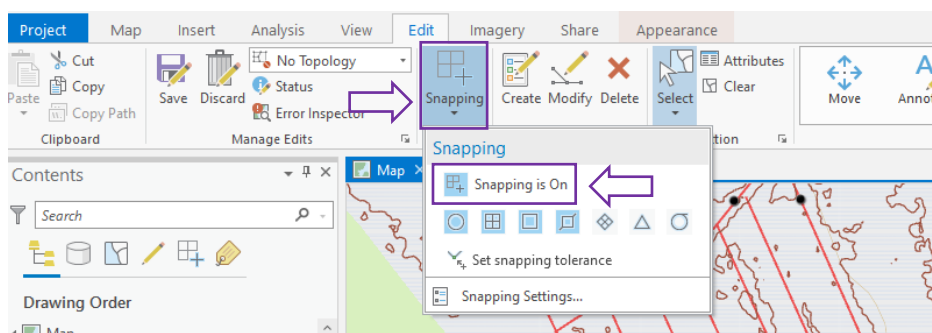 Project Map Insert Analysis View Edit Imagery Share Appearance
Paste
Cut
Copy
Copy Path
Clipboard
Save
Discard
No Topology
Status
Error Inspector
Manage Edits
Snapping
Create
Modify
Delete
Select
Attributes
Clear
Move
Snapping
Snapping is On
Set snapping tolerance
Snapping Settings...
Contents
Search
Drawing Order
Map
Map